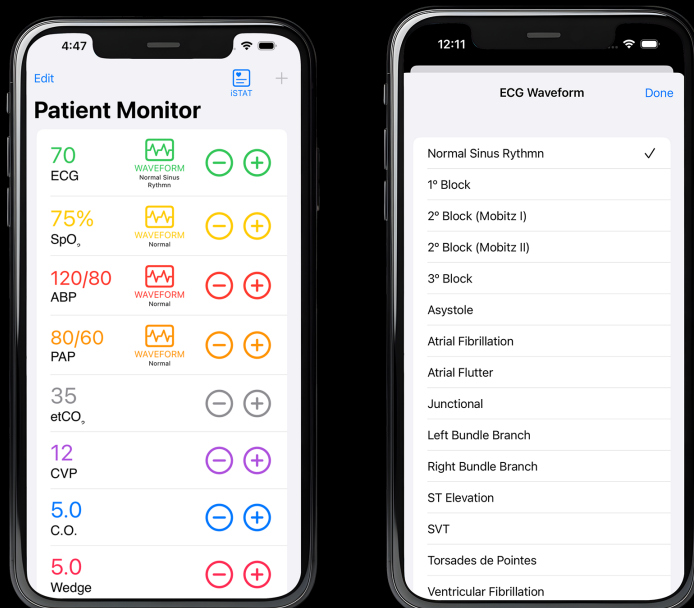 4:47
Edit
iSTAT
Patient Monitor
70
ECG
WAVEFORM
Normal Sinus
Rythmn
75%
SpO₂
WAVEFORM
Normal
120/80
ABP
WAVEFORM
Normal
80/60
PAP
WAVEFORM
Normal
35
etCO₂
12
CVP
5.0
C.O.
5.0
Wedge
12:11
ECG Waveform
Done
Normal Sinus Rythmn
1º Block
2º Block (Mobitz I)
2º Block (Mobitz II)
3º Block
Asystole
Atrial Fibrillation
Atrial Flutter
Junctional
Left Bundle Branch
Right Bundle Branch
ST Elevation
SVT
Torsades de Pointes
Ventricular Fibrillation